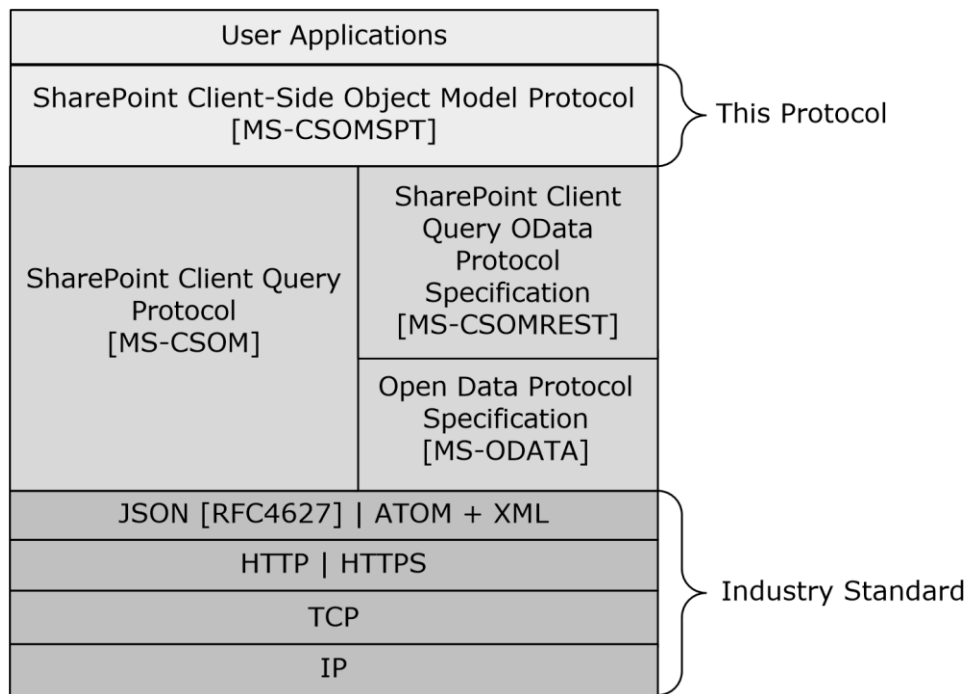 User Applications
SharePoint Client-Side Object Model Protocol
[MS-CSOMSPT]
This Protocol
SharePoint Client Query
Protocol
[MS-CSOM]
SharePoint Client
Query OData
Protocol
Specification
[MS-CSOMREST]
Open Data Protocol
Specification
[MS-ODATA]
JSON [RFC4627] | ATOM + XML
HTTP | HTTPS
TCP
IP
Industry Standard